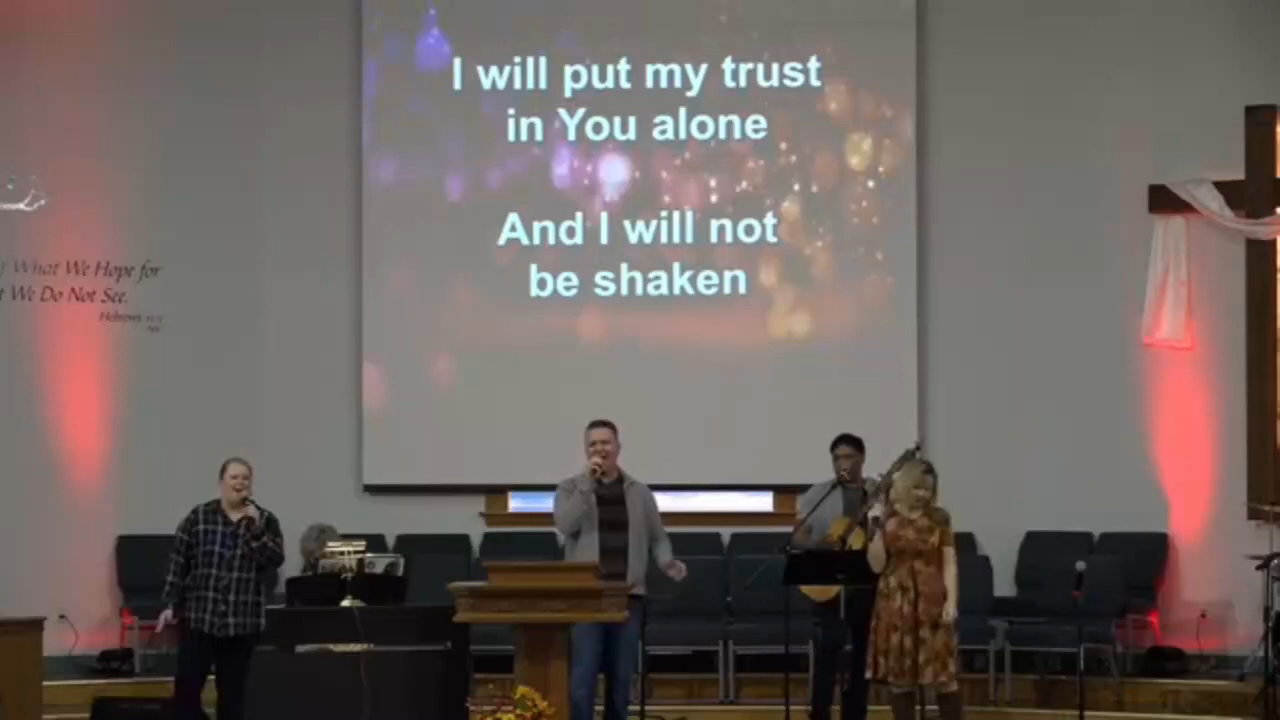 I will put my trust
in You alone
And I will not
be shaken
What We Hope for
We Do Not See.
Hebrews